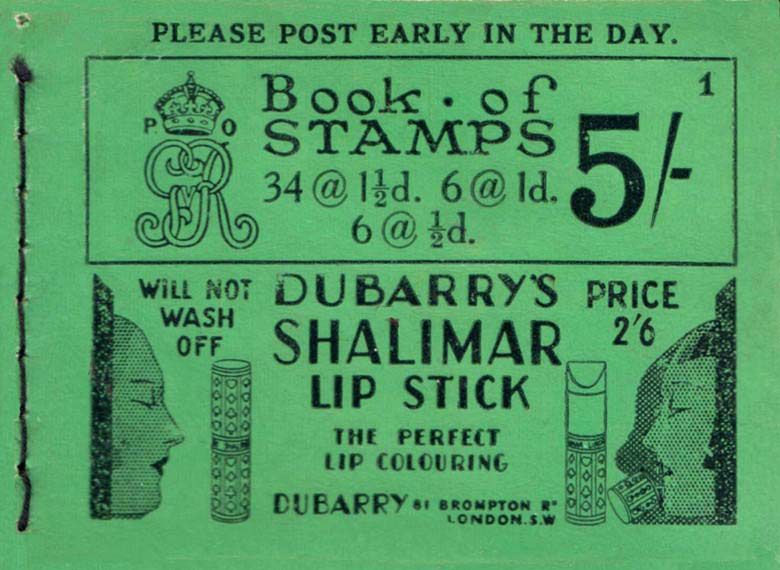 PLEASE POST EARLY IN THE DAY.
1
P O
GR
Book · of
STAMPS
5/-
34 @ 1½d. 6 @ 1d.
6 @ ½d.
WILL NOT
WASH
OFF
DUBARRY'S
SHALIMAR
LIP STICK
PRICE
2'6
THE PERFECT
LIP COLOURING
DUBARRY 81 BROMPTON RD
LONDON. S.W